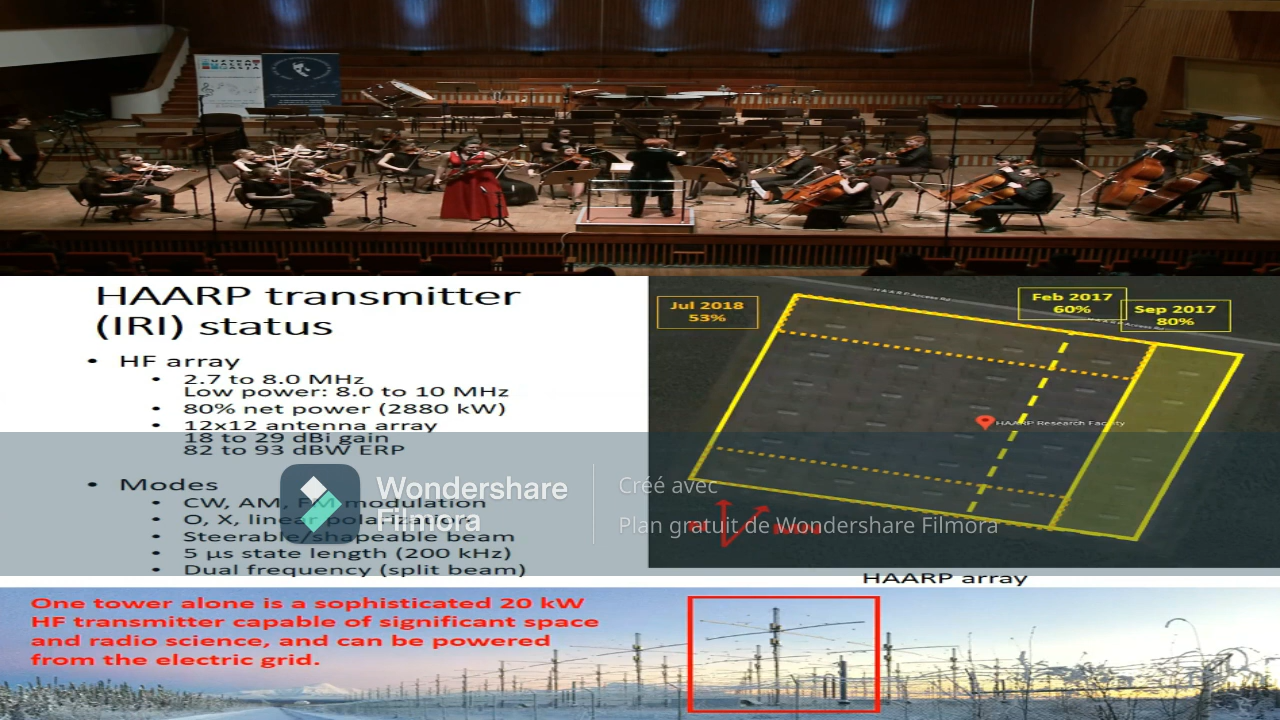 HAARP transmitter
(IRI) status
• HF array
• 2.7 to 8.0 MHz
Low power: 8.0 to 10 MHz
• 80% net power (2880 kW)
• 12x12 antenna array
18 to 29 dBi gain
82 to 93 dBW ERP
• Modes
• CW, AM, FM modulation
• O, X, linear polarization
• Steerable/shapeable beam
• 5 µs state length (200 kHz)
• Dual frequency (split beam)
Jul 2018
53%
HAARP Access Rd
Feb 2017
60%
Sep 2017
80%
HAARP Research Facility
Wondershare
Filmora
Créé avec
Plan gratuit de Wondershare Filmora
HAARP array
One tower alone is a sophisticated 20 kW
HF transmitter capable of significant space
and radio science, and can be powered
from the electric grid.